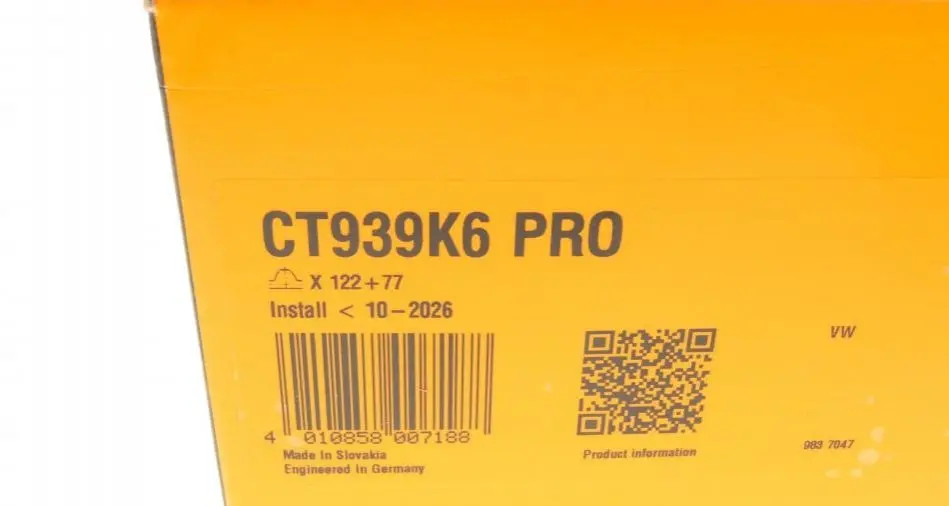 CT939K6 PRO
X 122+77
Install < 10-2026
VW
4 010858 007188
Made In Slovakia
Engineered In Germany
Product information
983 7047